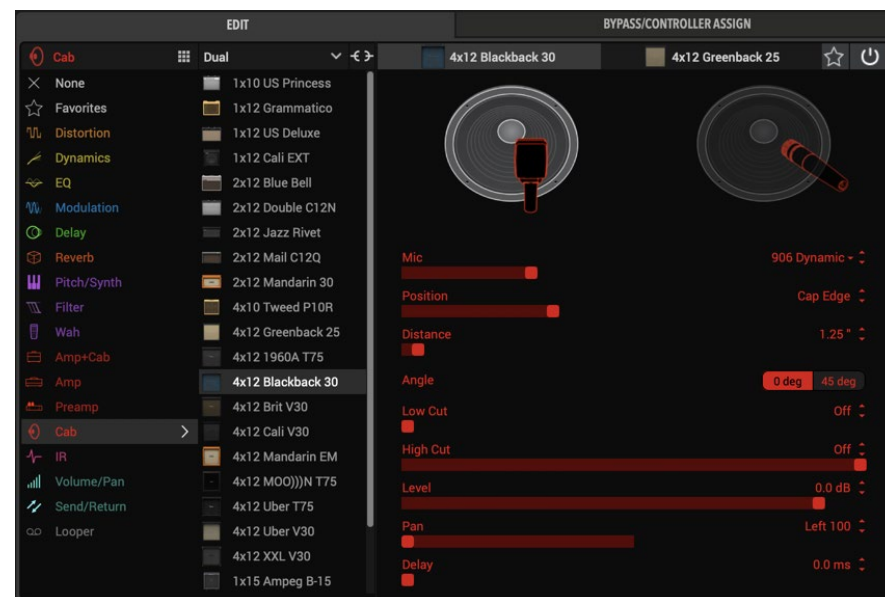 EDIT
BYPASS/CONTROLLER ASSIGN
Cab
Dual
4x12 Blackback 30
4x12 Greenback 25
None
Favorites
Distortion
Dynamics
EQ
Modulation
Delay
Reverb
Pitch/Synth
Filter
Wah
Amp+Cab
Amp
Preamp
Cab
IR
Volume/Pan
Send/Return
Looper
1x10 US Princess
1x12 Grammatico
1x12 US Deluxe
1x12 Cali EXT
2x12 Blue Bell
2x12 Double C12N
2x12 Jazz Rivet
2x12 Mail C12Q
2x12 Mandarin 30
4x10 Tweed P10R
4x12 Greenback 25
4x12 1960A T75
4x12 Blackback 30
4x12 Brit V30
4x12 Cali V30
4x12 Mandarin EM
4x12 MOO)))N T75
4x12 Uber T75
4x12 Uber V30
4x12 XXL V30
1x15 Ampeg B-15
Mic 906 Dynamic
Position Cap Edge
Distance 1.25 "
Angle 0 deg 45 deg
Low Cut Off
High Cut Off
Level 0.0 dB
Pan Left 100
Delay 0.0 ms